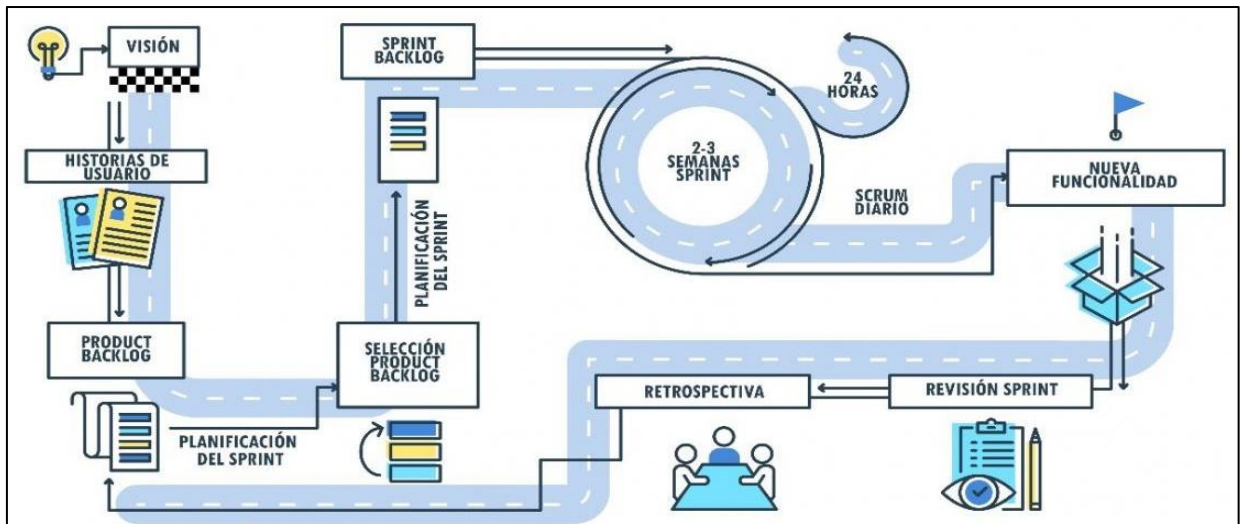 VISIÓN
HISTORIAS DE
USUARIO
PRODUCT
BACKLOG
PLANIFICACIÓN
DEL SPRINT
SELECCIÓN
PRODUCT
BACKLOG
PLANIFICACIÓN
DEL SPRINT
SPRINT
BACKLOG
2-3
SEMANAS
SPRINT
24
HORAS
SCRUM
DIARIO
NUEVA
FUNCIONALIDAD
REVISIÓN SPRINT
RETROSPECTIVA